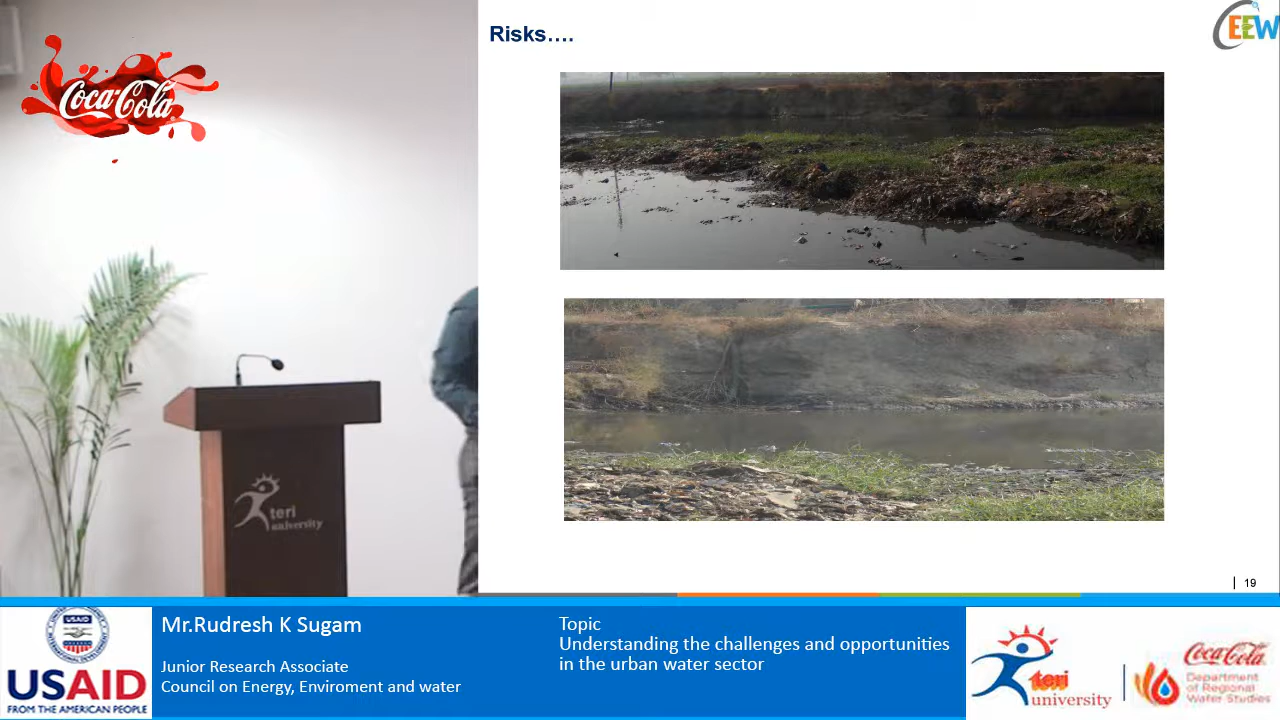 Risks....
EEW
Coca-Cola
teri
university
19
USAID
USAID
FROM THE AMERICAN PEOPLE
Mr.Rudresh K Sugam
Junior Research Associate
Council on Energy, Enviroment and water
Topic
Understanding the challenges and opportunities
in the urban water sector
teri
university
Coca-Cola
Department
of Regional
Water Studies